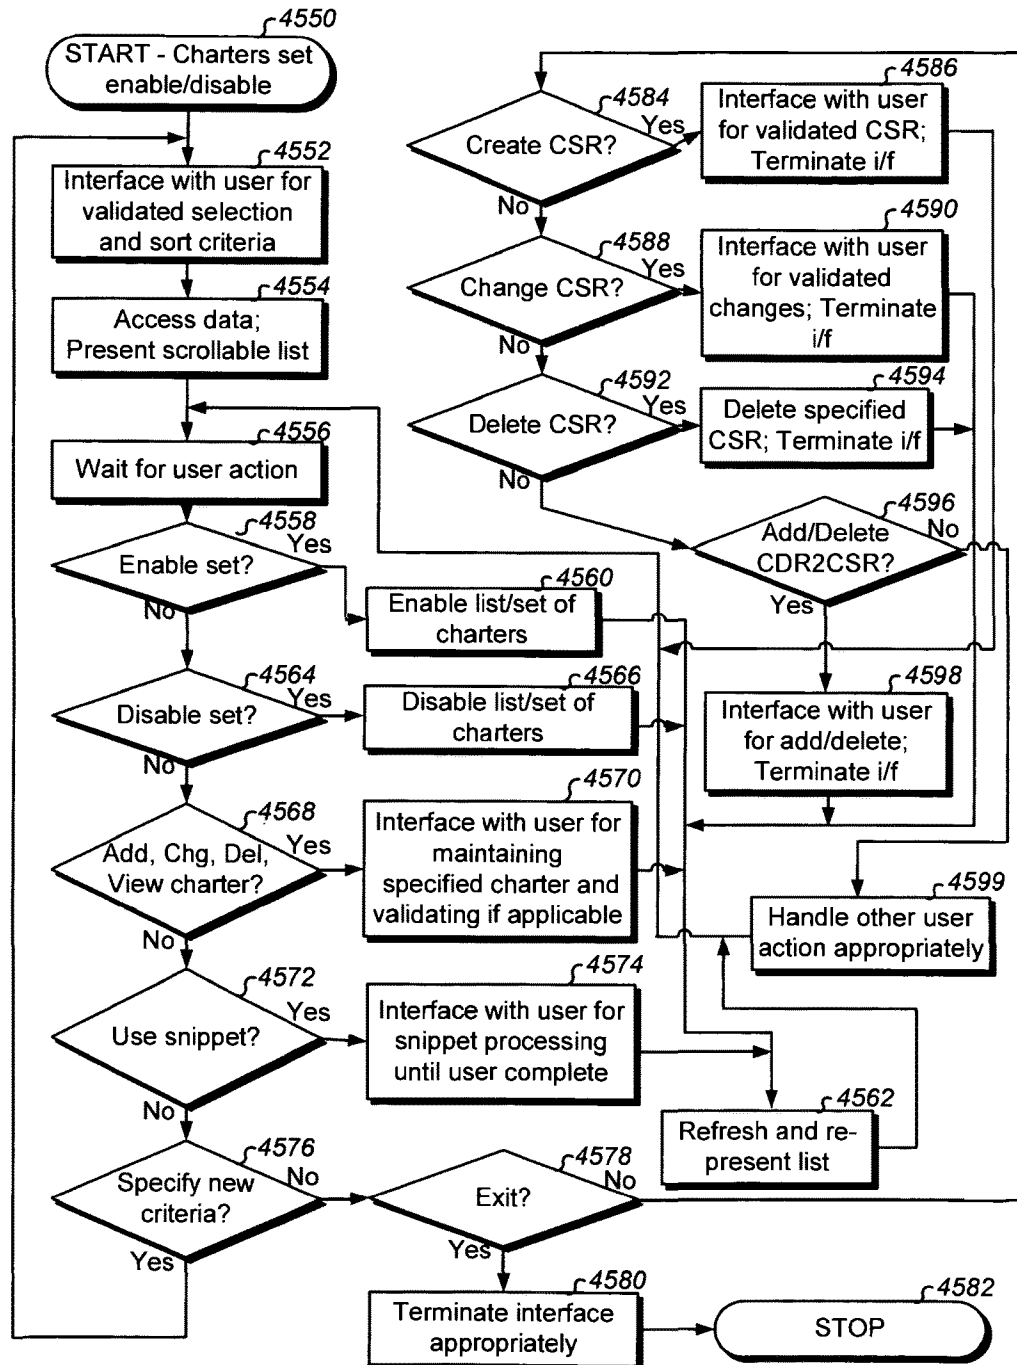 4550
START - Charters set
enable/disable
4552
Interface with user for
validated selection
and sort criteria
4554
Access data;
Present scrollable list
4556
Wait for user action
4558
Enable set?
Yes
No
4560
Enable list/set of
charters
4564
Disable set?
Yes
No
4566
Disable list/set of
charters
4568
Add, Chg, Del,
View charter?
Yes
No
4570
Interface with user for
maintaining
specified charter and
validating if applicable
4572
Use snippet?
Yes
No
4574
Interface with user for
snippet processing
until user complete
4576
Specify new
criteria?
No
Yes
4578
Exit?
No
Yes
4580
Terminate interface
appropriately
4582
STOP
4584
Create CSR?
Yes
No
4586
Interface with user
for validated CSR;
Terminate i/f
4588
Change CSR?
Yes
No
4590
Interface with user
for validated
changes; Terminate
i/f
4592
Delete CSR?
Yes
No
4594
Delete specified
CSR; Terminate i/f
4596
Add/Delete
CDR2CSR?
No
Yes
4598
Interface with user
for add/delete;
Terminate i/f
4599
Handle other user
action appropriately
4562
Refresh and re-
present list